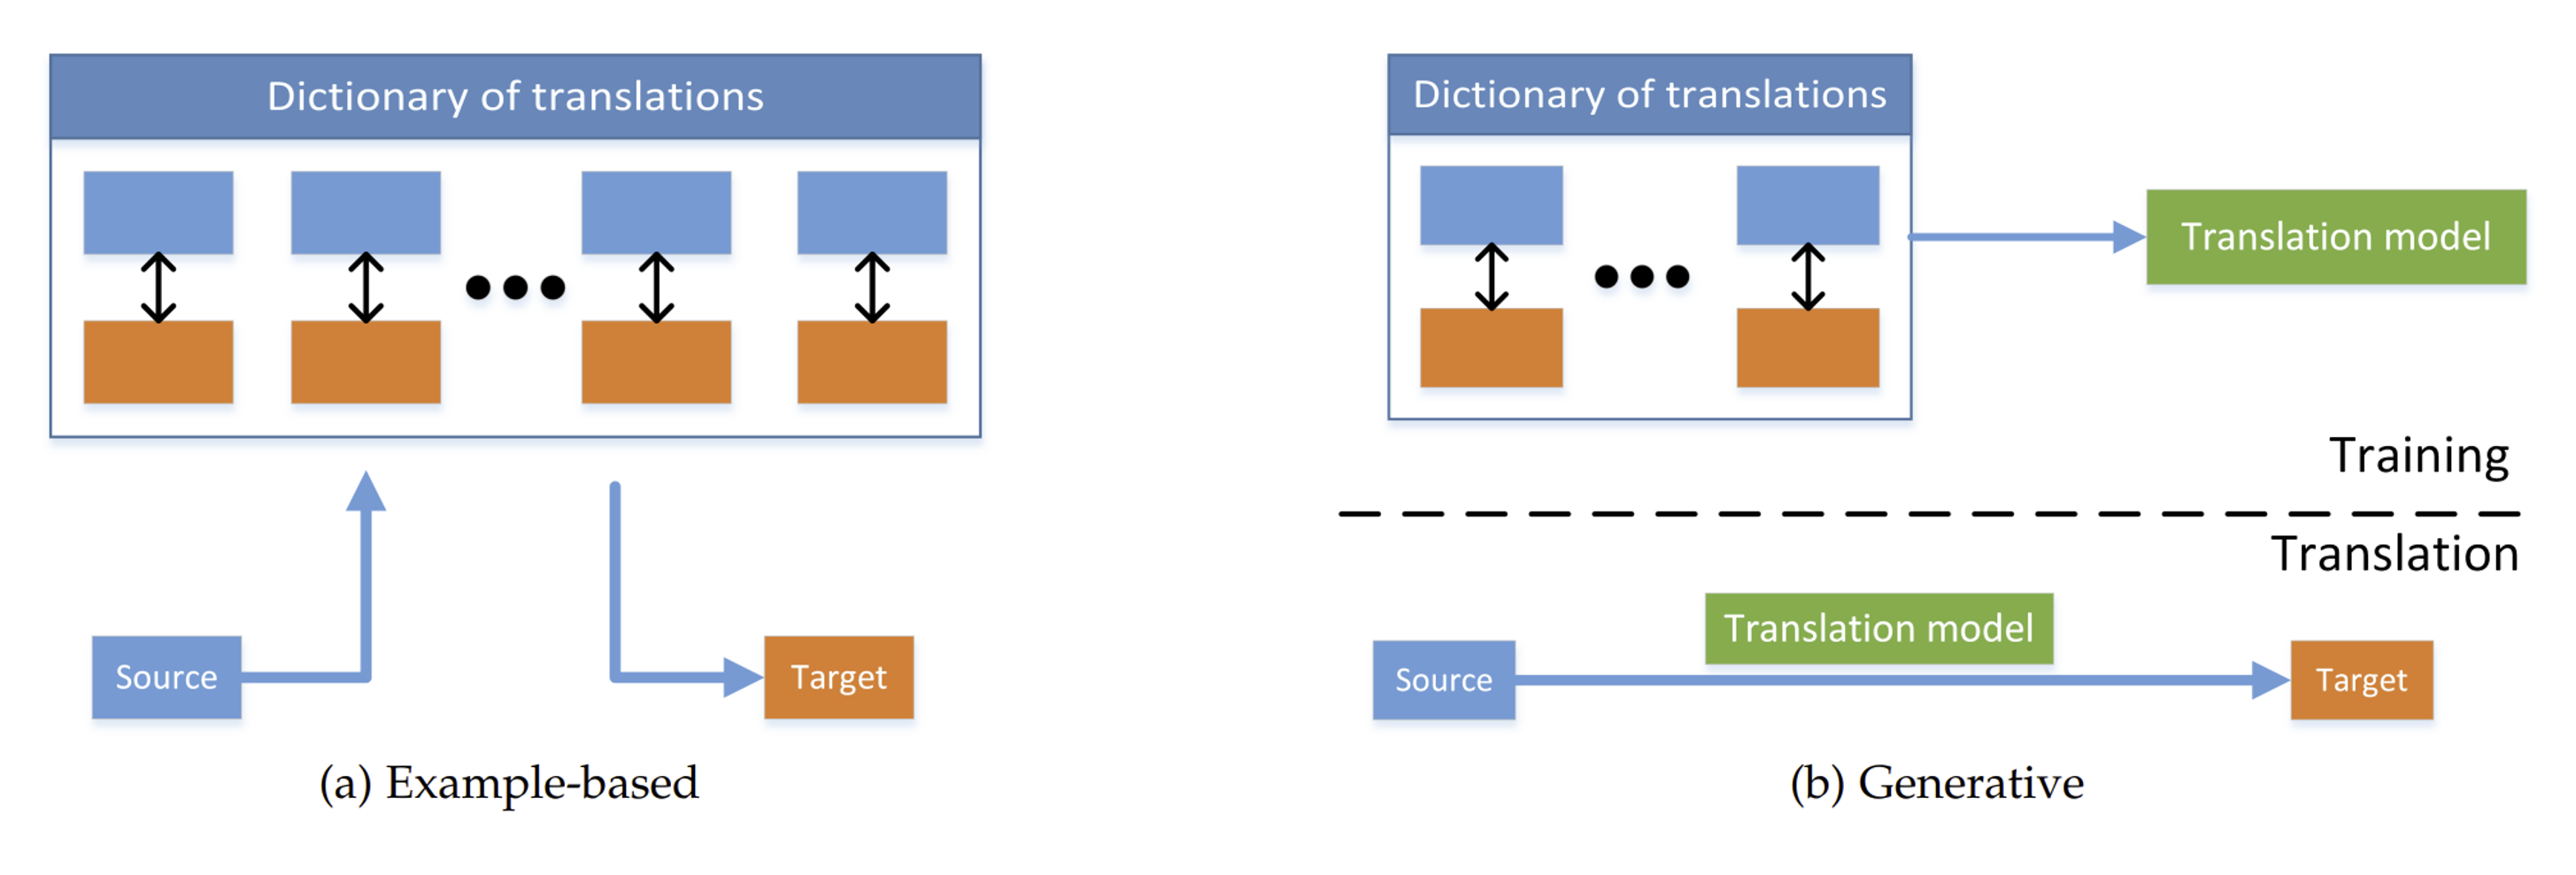 Dictionary of translations
Source
Target
(a) Example-based
Dictionary of translations
Translation model
Training
Translation
Translation model
Source
Target
(b) Generative